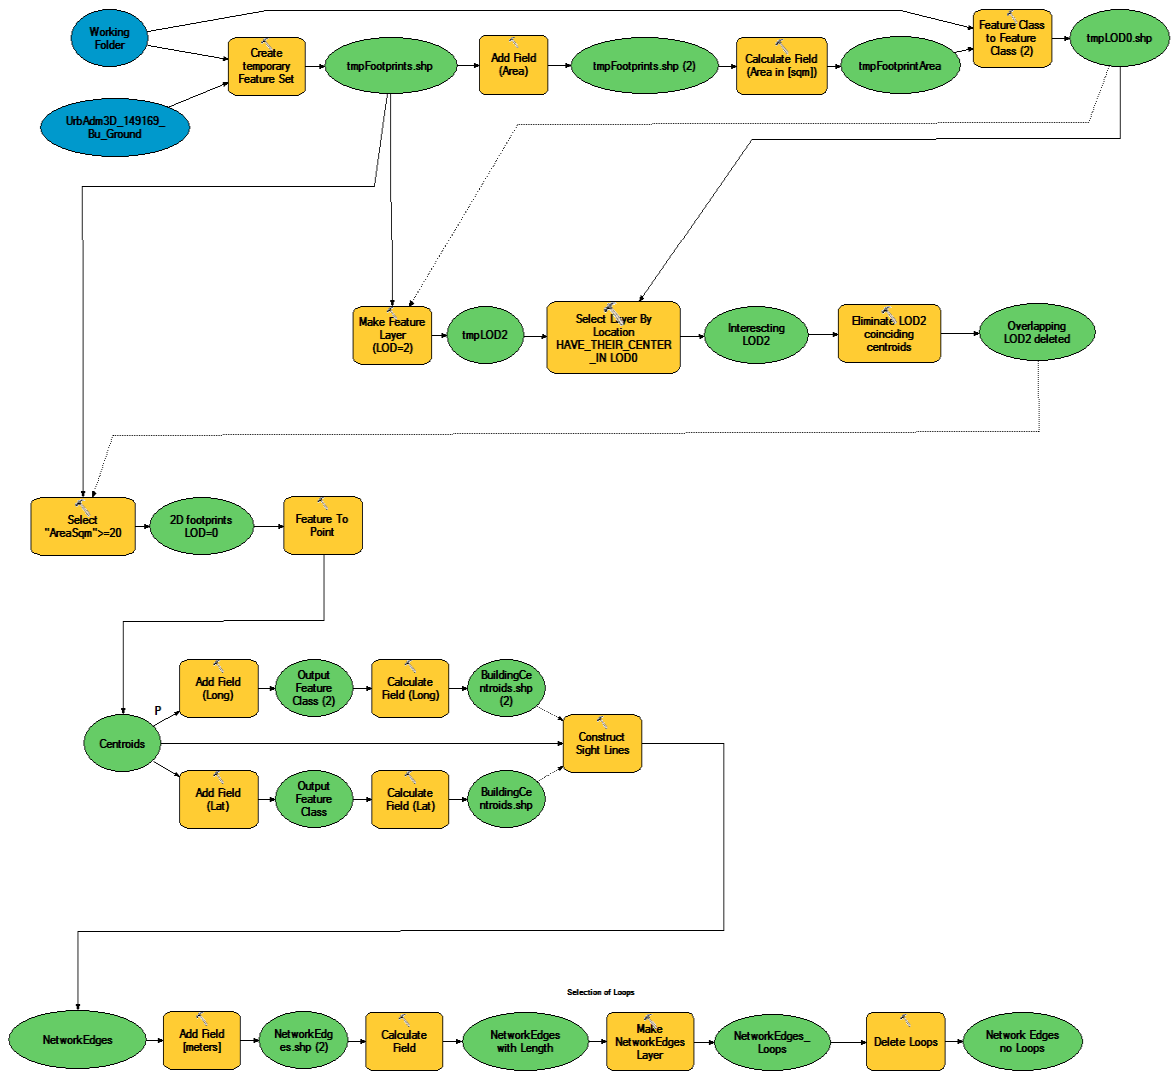 Working
Folder
Create
temporary
Feature Set
tmpFootprints.shp
Add Field
(Area)
tmpFootprints.shp (2)
Calculate Field
(Area in [sqm])
tmpFootprintArea
Feature Class
to Feature
Class (2)
tmpLOD0.shp
UrbAdm3D_149169_
Bu_Ground
Make Feature
Layer
(LOD=2)
tmpLOD2
Select Layer By
Location
HAVE_THEIR_CENTER
_IN LOD0
Interescting
LOD2
Eliminate LOD2
coinciding
centroids
Overlapping
LOD2 deleted
Select
"AreaSqm">=20
2D footprints
LOD=0
Feature To
Point
P
Add Field
(Long)
Output
Feature
Class (2)
Calculate
Field (Long)
BuildingCe
ntroids.shp
(2)
Centroids
Construct
Sight Lines
Add Field
(Lat)
Output
Feature
Class
Calculate
Field (Lat)
BuildingCe
ntroids.shp
Selection of Loops
NetworkEdges
Add Field
[meters]
NetworkEdg
es.shp (2)
Calculate
Field
NetworkEdges
with Length
Make
NetworkEdges
Layer
NetworkEdges_
Loops
Delete Loops
Network Edges
no Loops